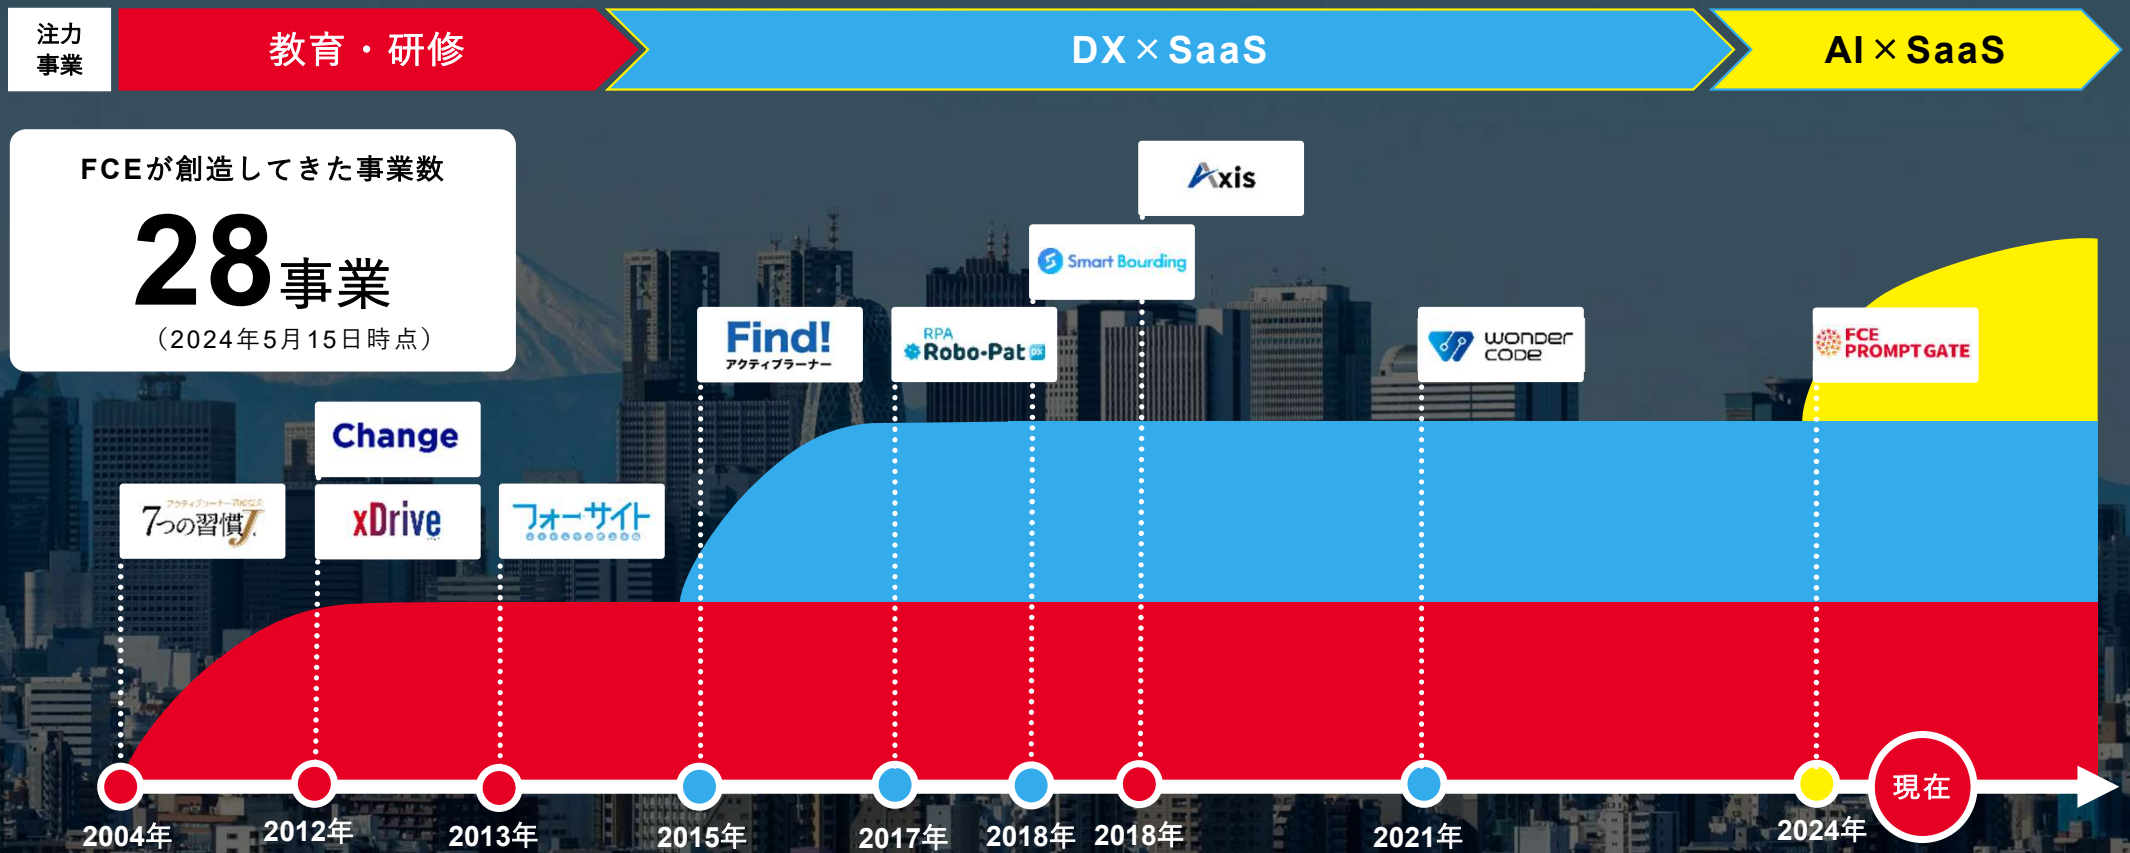 注力
事業
教育・研修
DX×SaaS
AI×SaaS
FCEが創造してきた事業数
28事業
（2024年5月15日時点）
Axis
Smart Bourding
Find!
アクティブラーナー
RPA
Robo-Pat DX
WONDER
CODE
FCE
PROMPT GATE
Change
7つの習慣J
xDrive
フォーサイト
現在
2004年
2012年
2013年
2015年
2017年
2018年
2018年
2021年
2024年